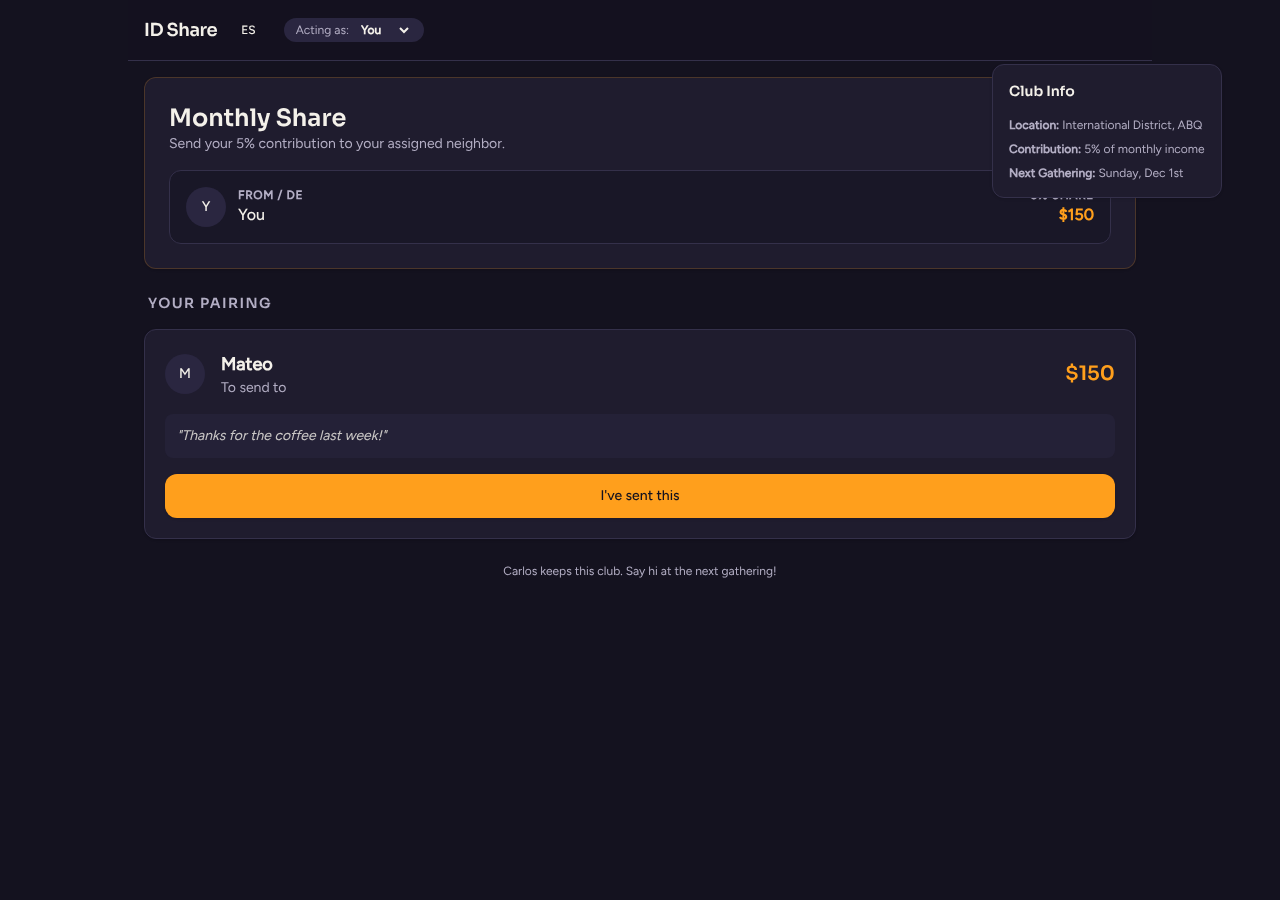 ID Share
ES
Acting as: You
Club Info
Location: International District, ABQ
Contribution: 5% of monthly income
Next Gathering: Sunday, Dec 1st
Monthly Share
Send your 5% contribution to your assigned neighbor.
Y
FROM / DE
You
$150
YOUR PAIRING
M
Mateo
To send to
$150
"Thanks for the coffee last week!"
I've sent this
Carlos keeps this club. Say hi at the next gathering!